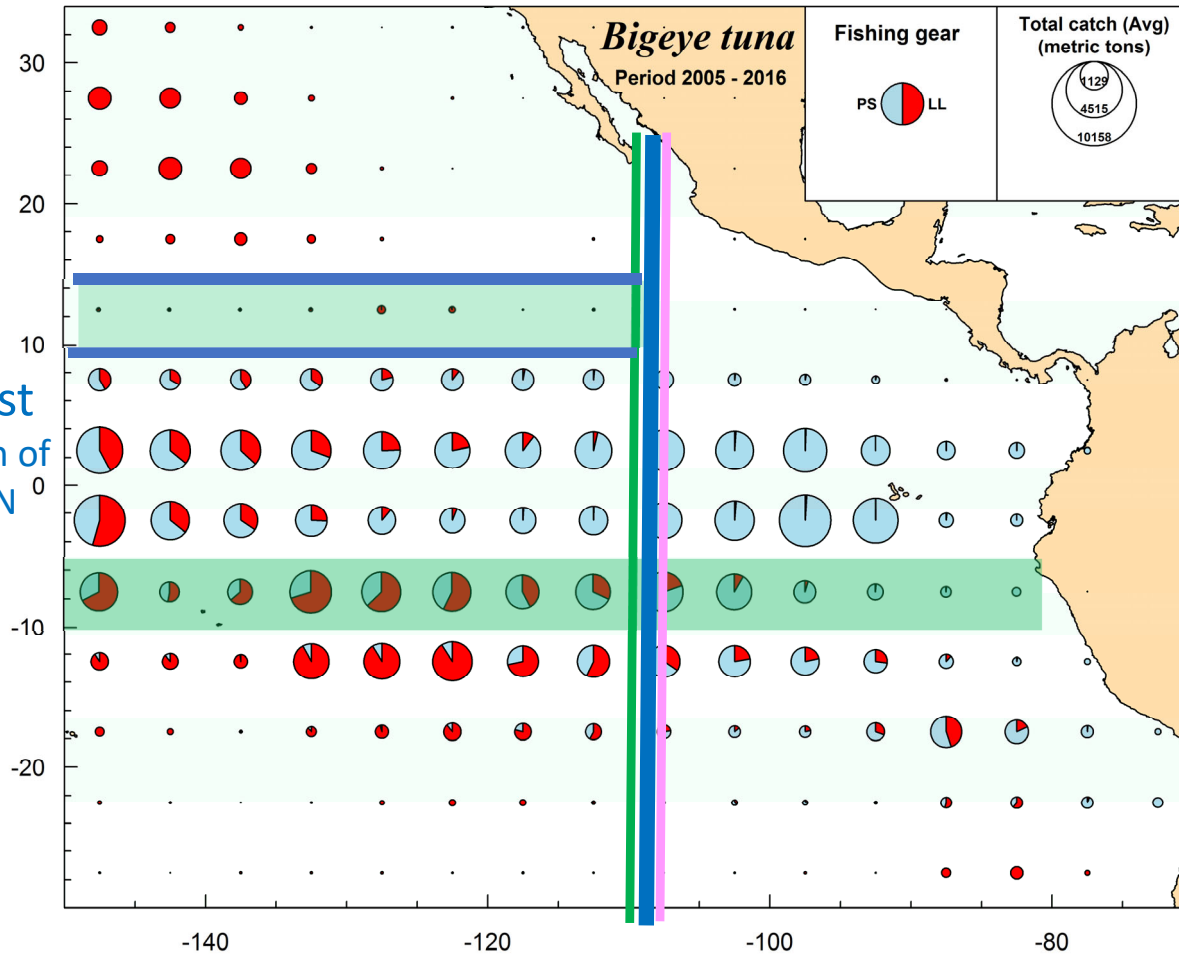 Bigeye tuna
Period 2005 - 2016
Fishing gear
PS
LL
Total catch (Avg)
(metric tons)
1129
4515
10158
30
20
10
0
-10
-20
st
of
N
-140
-120
-100
-80